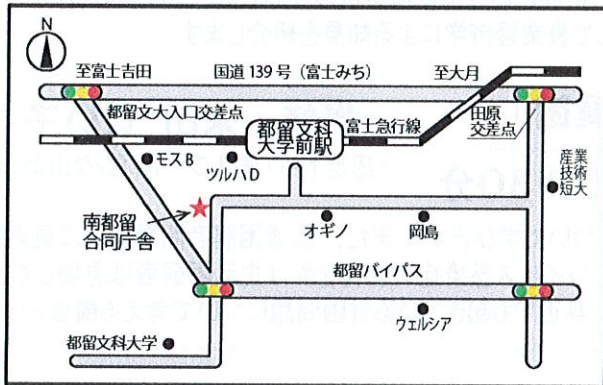 N
至富士吉田
国道139号（富士みち）
至大月
都留文大入口交差点
都留文科
大学前駅
富士急行線
田原
交差点
モスB
ツルハD
産業
技術
短大
南都留
合同庁舎
オギノ
岡島
都留バイパス
ウェルシア
都留文科大学